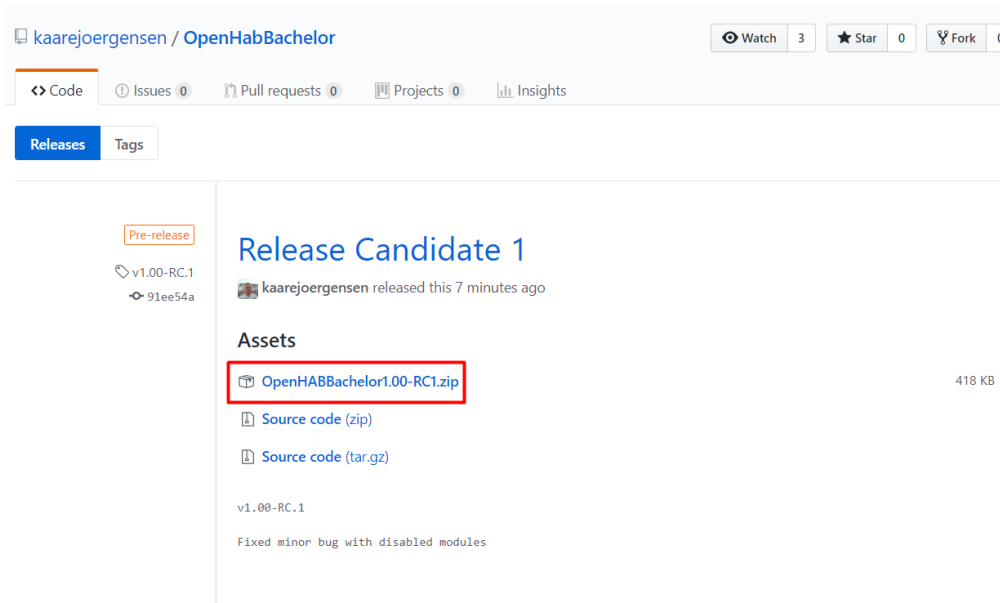 kaarejoergensen / OpenHabBachelor
Watch 3 Star 0 Fork
Code Issues 0 Pull requests 0 Projects 0 Insights
Releases Tags
Pre-release
v1.00-RC.1
91ee54a
Release Candidate 1
kaarejoergensen released this 7 minutes ago
Assets
OpenHABBachelor1.00-RC1.zip 418 KB
Source code (zip)
Source code (tar.gz)
v1.00-RC.1
Fixed minor bug with disabled modules